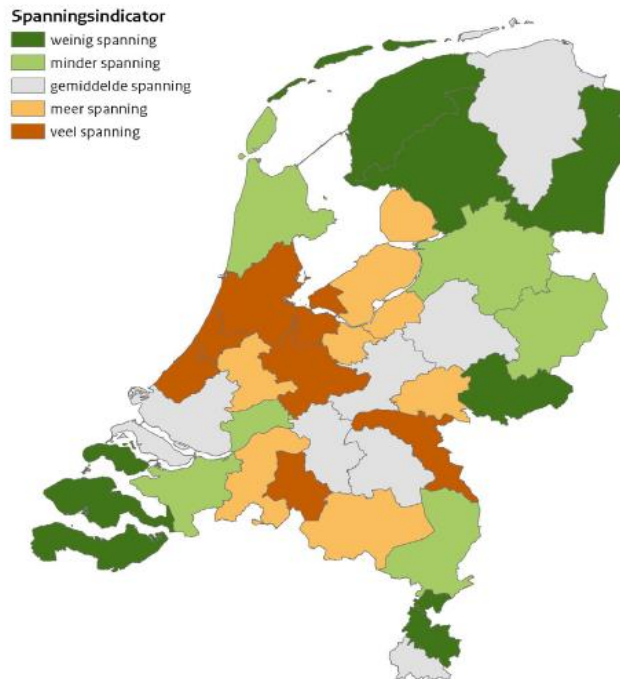 Spanningsindicator
weinig spanning
minder spanning
gemiddelde spanning
meer spanning
veel spanning